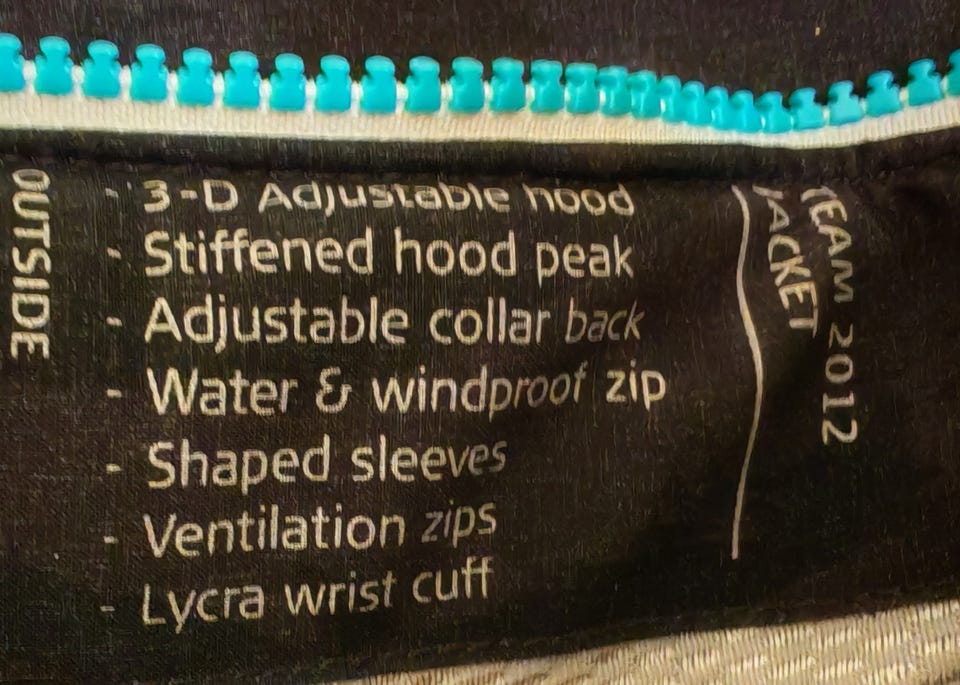 OUTSIDE
- 3-D Adjustable hood
- Stiffened hood peak
- Adjustable collar back
- Water & windproof zip
- Shaped sleeves
- Ventilation zips
- Lycra wrist cuff
TEAM 2012
JACKET